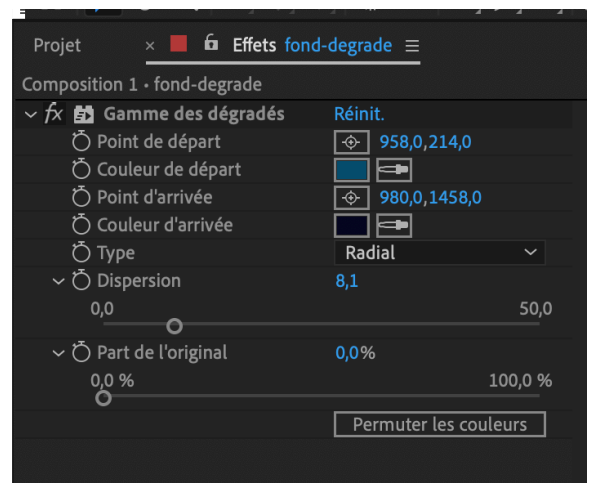 Projet × Effets fond-degrade
Composition 1 • fond-degrade
fx Gamme des dégradés Réinit.
Point de départ 958,0,214,0
Couleur de départ
Point d'arrivée 980,0,1458,0
Couleur d'arrivée
Type Radial
Dispersion 8,1
0,0 50,0
Part de l'original 0,0%
0,0 % 100,0 %
Permuter les couleurs